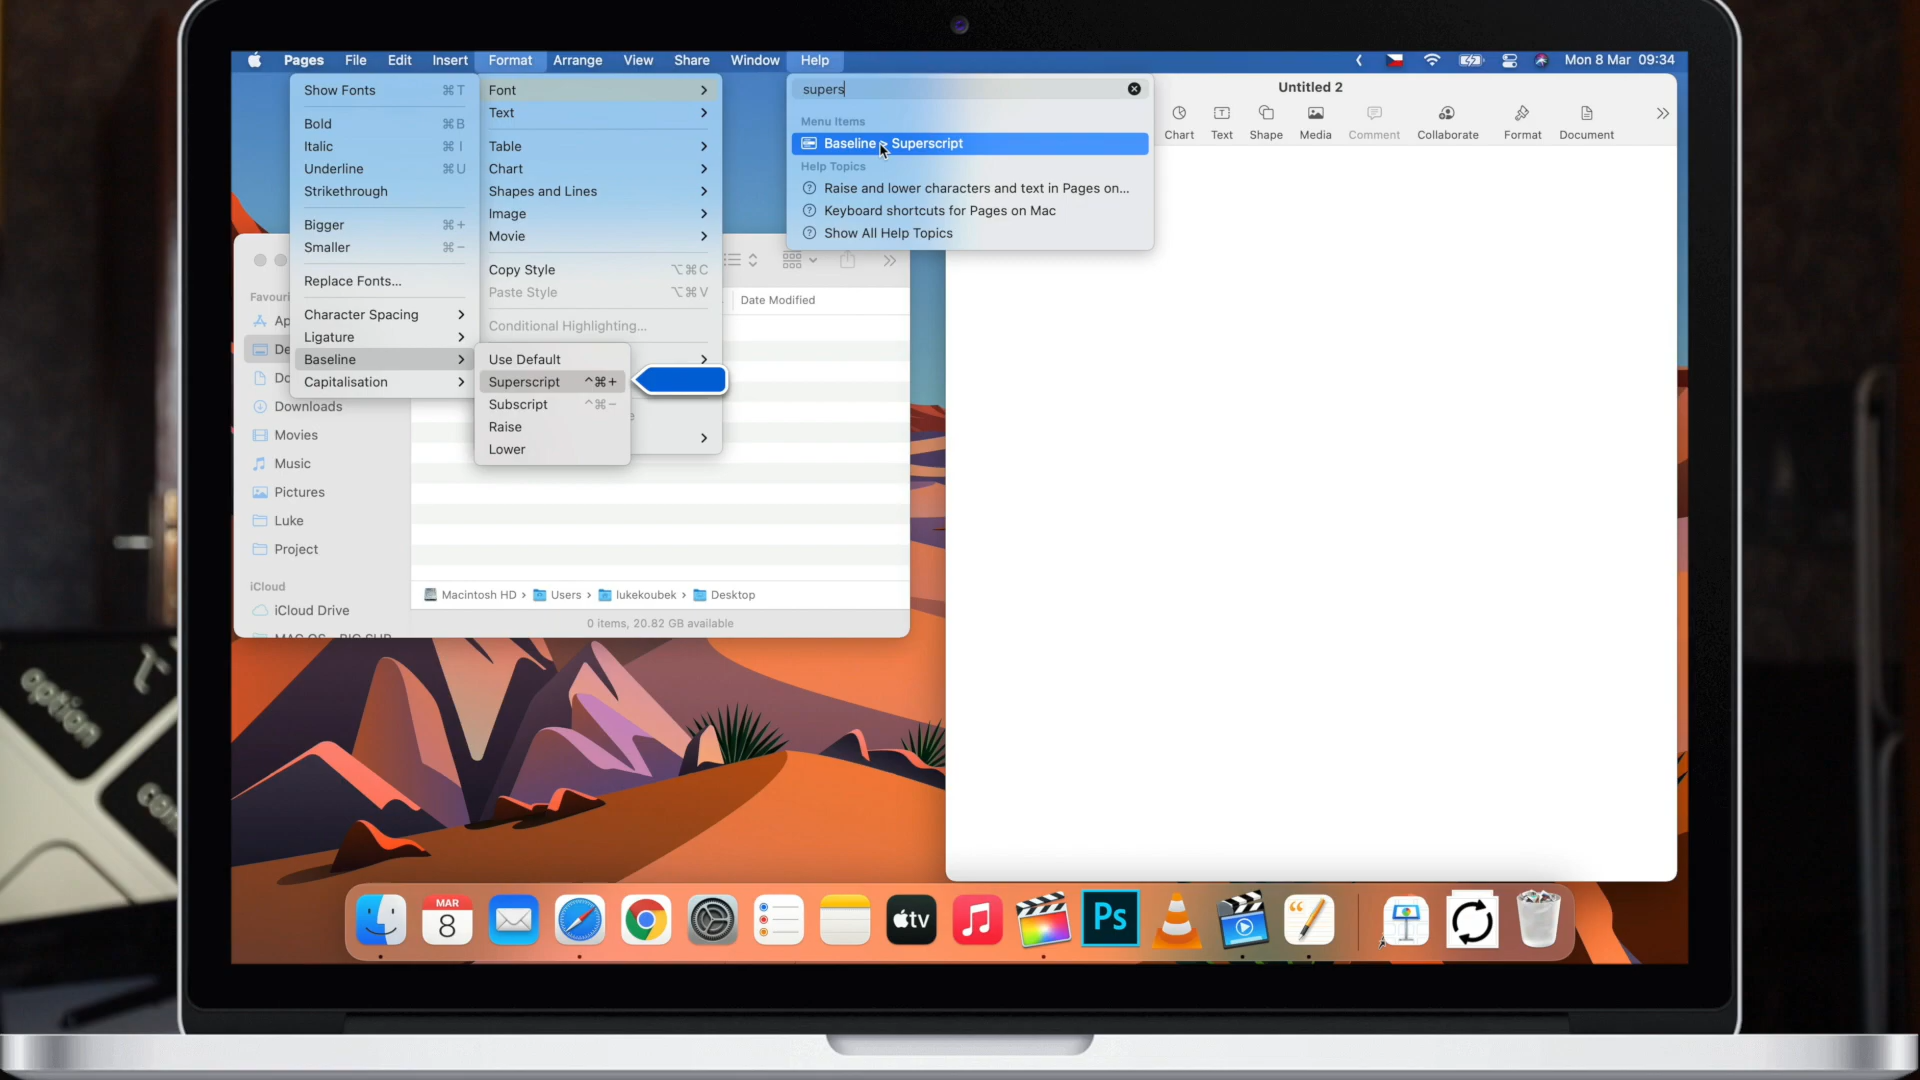 Pages File Edit Insert Format Arrange View Share Window Help
Mon 8 Mar 09:34
Show Fonts ⌘T
Bold ⌘B
Italic ⌘I
Underline ⌘U
Strikethrough
Bigger ⌘+
Smaller ⌘−
Replace Fonts...
Character Spacing
Ligature
Baseline
Capitalisation
Font
Text
Table
Chart
Shapes and Lines
Image
Movie
Copy Style ⌥⌘C
Paste Style ⌥⌘V
Conditional Highlighting...
Use Default
Superscript ^⌘+
Subscript ^⌘−
Raise
Lower
supers
Menu Items
Baseline > Superscript
Help Topics
Raise and lower characters and text in Pages on...
Keyboard shortcuts for Pages on Mac
Show All Help Topics
Untitled 2
Chart Text Shape Media Comment Collaborate Format Document
Date Modified
Favouri
Ap
De
Do
Downloads
Movies
Music
Pictures
Luke
Project
iCloud
iCloud Drive
Macintosh HD › Users › lukekoubek › Desktop
0 items, 20.82 GB available
MAR
8
tv
Ps
option